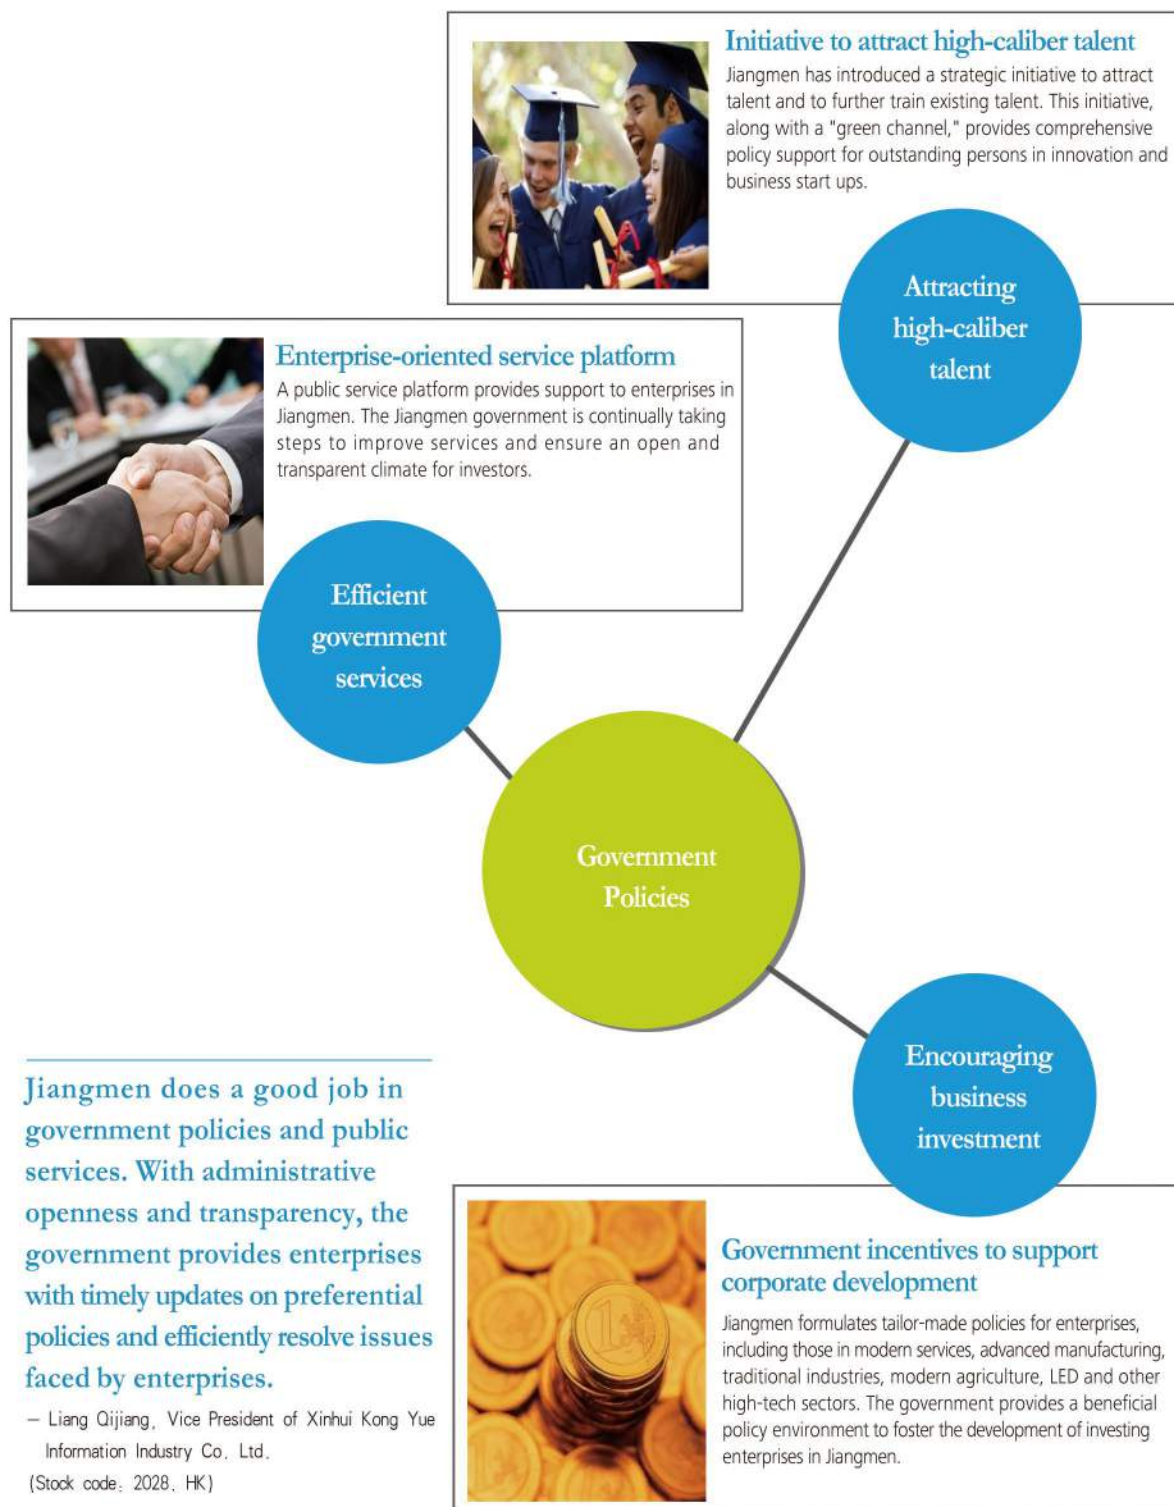 Initiative to attract high-caliber talent
Jiangmen has introduced a strategic initiative to attract
talent and to further train existing talent. This initiative,
along with a "green channel," provides comprehensive
policy support for outstanding persons in innovation and
business start ups.
Attracting
high-caliber
talent
Enterprise-oriented service platform
A public service platform provides support to enterprises in
Jiangmen. The Jiangmen government is continually taking
steps to improve services and ensure an open and
transparent climate for investors.
Efficient
government
services
Government
Policies
Encouraging
business
investment
Jiangmen does a good job in
government policies and public
services. With administrative
openness and transparency, the
government provides enterprises
with timely updates on preferential
policies and efficiently resolve issues
faced by enterprises.
— Liang Qijiang, Vice President of Xinhui Kong Yue
Information Industry Co. Ltd.
(Stock code: 2028. HK)
Government incentives to support
corporate development
Jiangmen formulates tailor-made policies for enterprises,
including those in modern services, advanced manufacturing,
traditional industries, modern agriculture, LED and other
high-tech sectors. The government provides a beneficial
policy environment to foster the development of investing
enterprises in Jiangmen.
1